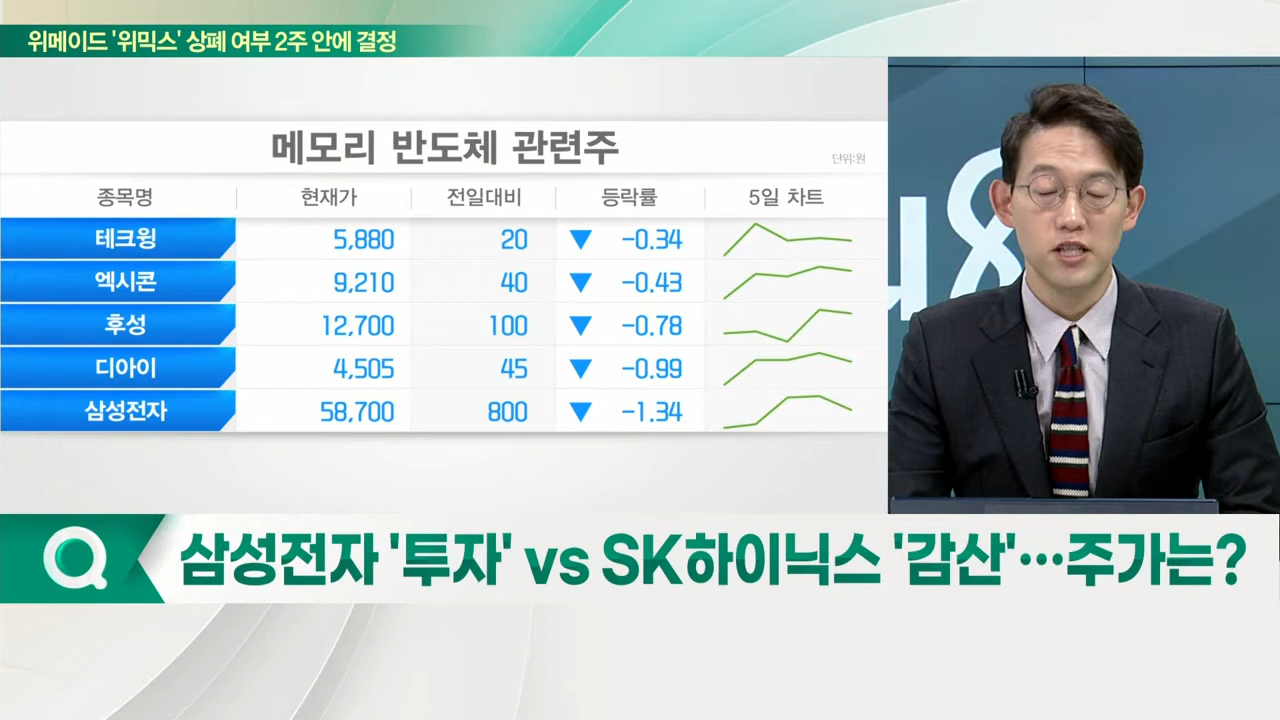 위메이드 '위믹스' 상폐 여부 2주 안에 결정
메모리 반도체 관련주
단위:원
종목명 현재가 전일대비 등락률 5일 차트
테크윙 5,880 20 ▼ -0.34
엑시콘 9,210 40 ▼ -0.43
후성 12,700 100 ▼ -0.78
디아이 4,505 45 ▼ -0.99
삼성전자 58,700 800 ▼ -1.34
Q 삼성전자 '투자' vs SK하이닉스 '감산'…주가는?